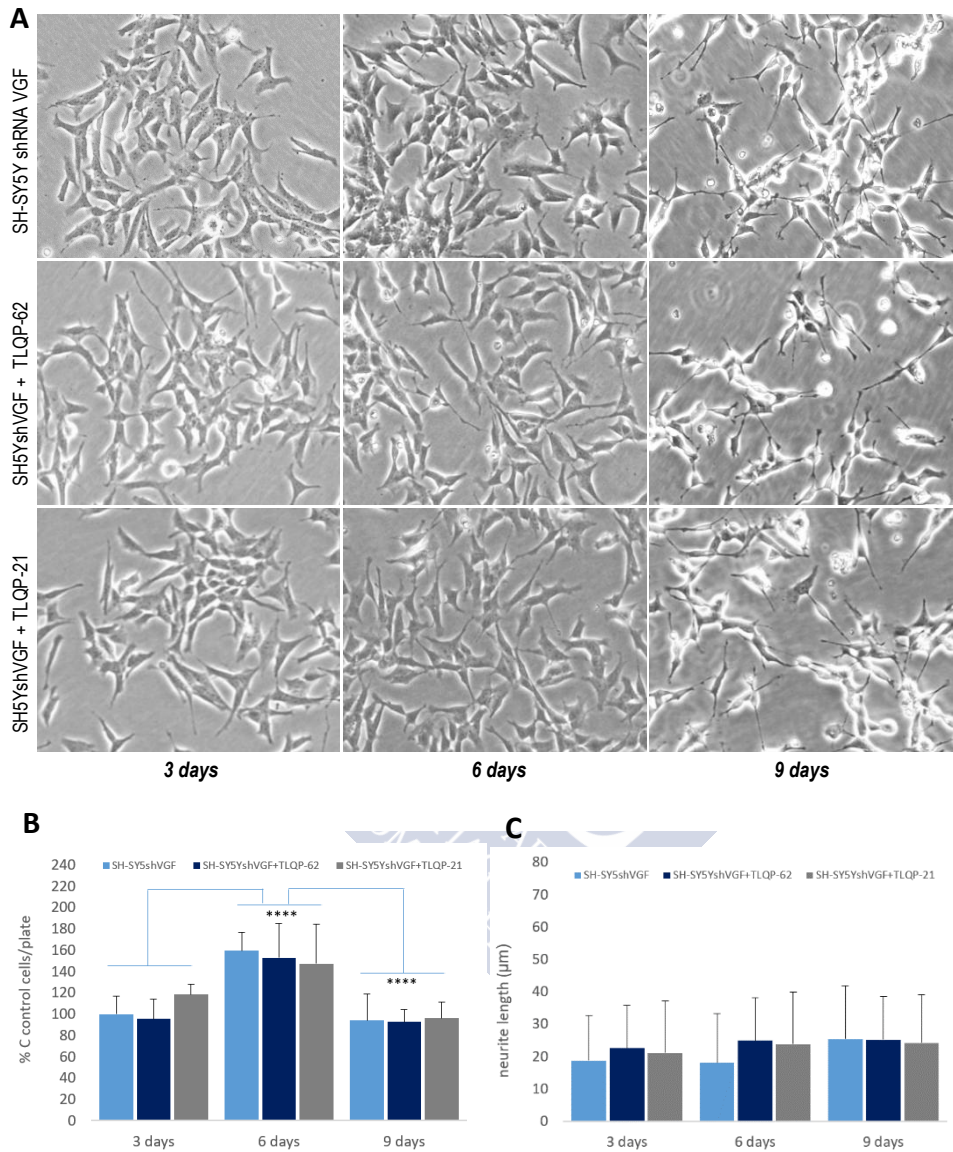 A
SH-SY5Y shRNA VGF
SH5YshVGF + TLQP-62
SH5YshVGF + TLQP-21
3 days
6 days
9 days
B
SH-SY5shVGF
SH-SY5YshVGF+TLQP-62
SH-SY5YshVGF+TLQP-21
% C control cells/plate
240
220
200
180
160
140
120
100
80
60
40
20
0
****
****
3 days
6 days
9 days
C
SH-SY5shVGF
SH-SY5YshVGF+TLQP-62
SH-SY5YshVGF+TLQP-21
neurite length (µm)
80
70
60
50
40
30
20
10
0
3 days
6 days
9 days